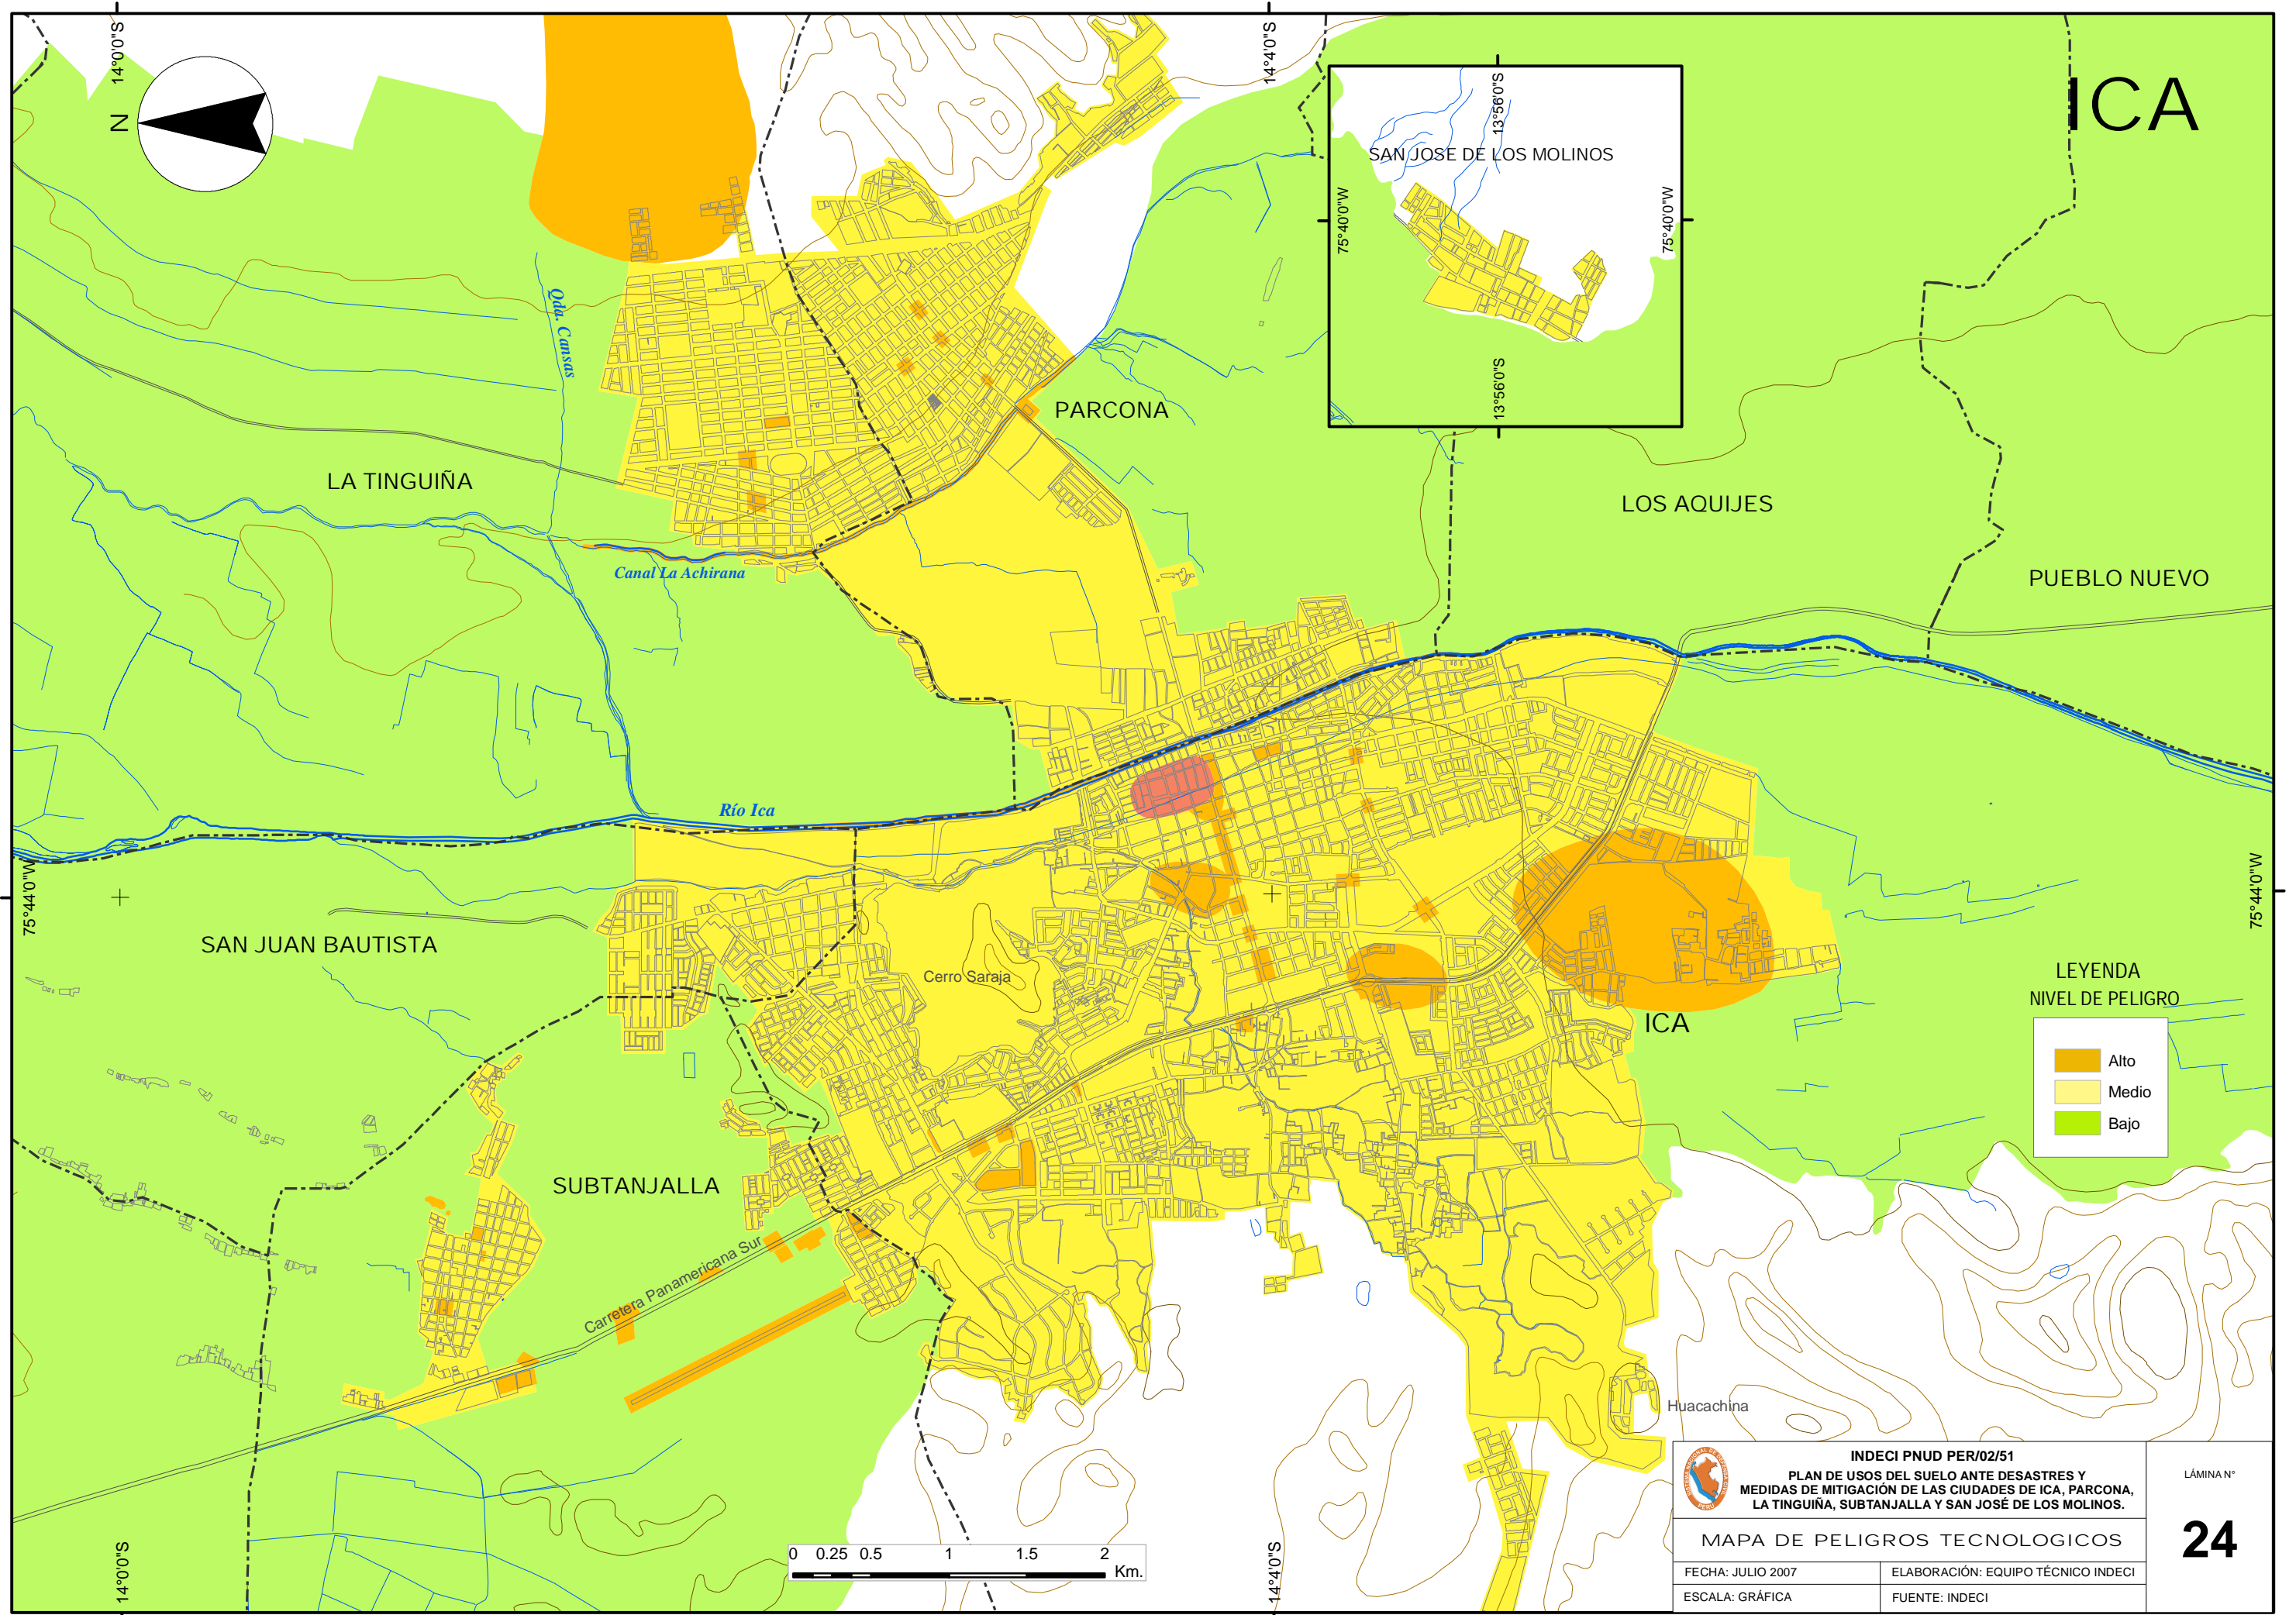 14°0'0"S
14°4'0"S
N
ICA
13°56'0"S
SAN JOSE DE LOS MOLINOS
75°40'0"W
75°40'0"W
13°56'0"S
Qda. Cansas
PARCONA
LA TINGUIÑA
LOS AQUIJES
Canal La Achirana
PUEBLO NUEVO
Río Ica
75°44'0"W
75°44'0"W
SAN JUAN BAUTISTA
Cerro Saraja
ICA
LEYENDA
NIVEL DE PELIGRO
Alto
Medio
Bajo
SUBTANJALLA
Carretera Panamericana Sur
Huacachina
0 0.25 0.5 1 1.5 2
Km.
14°0'0"S
14°4'0"S
SISTEMA NACIONAL DE DEFENSA CIVIL
PERU
INDECI PNUD PER/02/51
PLAN DE USOS DEL SUELO ANTE DESASTRES Y
MEDIDAS DE MITIGACIÓN DE LAS CIUDADES DE ICA, PARCONA,
LA TINGUIÑA, SUBTANJALLA Y SAN JOSÉ DE LOS MOLINOS.
MAPA DE PELIGROS TECNOLOGICOS
FECHA: JULIO 2007
ELABORACIÓN: EQUIPO TÉCNICO INDECI
ESCALA: GRÁFICA
FUENTE: INDECI
LÁMINA N°
24